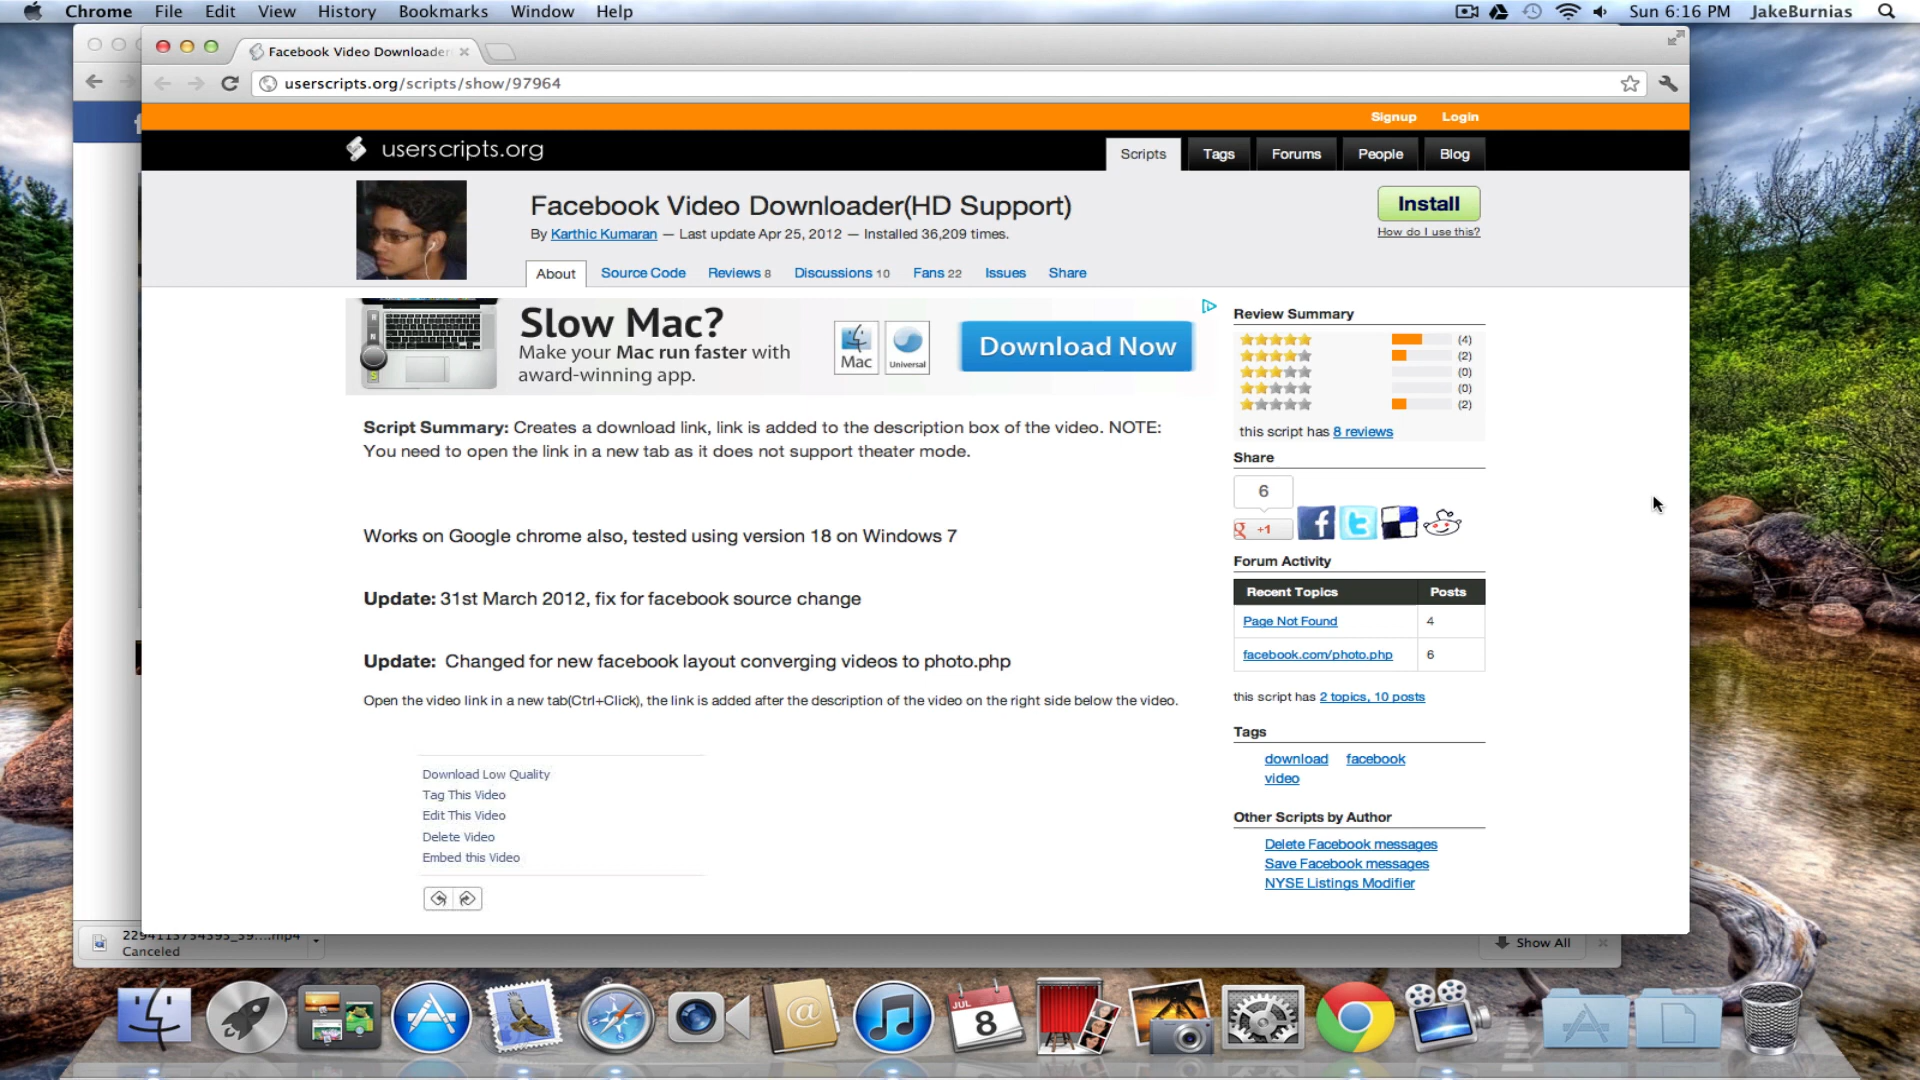 Chrome File Edit View History Bookmarks Window Help
Sun 6:16 PM JakeBurnias
Facebook Video Downloader
userscripts.org/scripts/show/97964
Signup Login
userscripts.org
Scripts Tags Forums People Blog
Facebook Video Downloader(HD Support)
Install
By Karthic Kumaran — Last update Apr 25, 2012 — Installed 36,209 times.
How do I use this?
About Source Code Reviews 8 Discussions 10 Fans 22 Issues Share
Slow Mac?
Make your Mac run faster with
award-winning app.
Mac
Universal
Download Now
Review Summary
(4)
(2)
(0)
(0)
(2)
this script has 8 reviews
Script Summary: Creates a download link, link is added to the description box of the video. NOTE:
You need to open the link in a new tab as it does not support theater mode.
Share
6
g +1
Works on Google chrome also, tested using version 18 on Windows 7
Forum Activity
Recent Topics Posts
Page Not Found 4
facebook.com/photo.php 6
Update: 31st March 2012, fix for facebook source change
Update: Changed for new facebook layout converging videos to photo.php
Open the video link in a new tab(Ctrl+Click), the link is added after the description of the video on the right side below the video.
this script has 2 topics, 10 posts
Tags
download facebook
video
Download Low Quality
Tag This Video
Edit This Video
Delete Video
Embed this Video
Other Scripts by Author
Delete Facebook messages
Save Facebook messages
NYSE Listings Modifier
Canceled
Show All
JUL
8